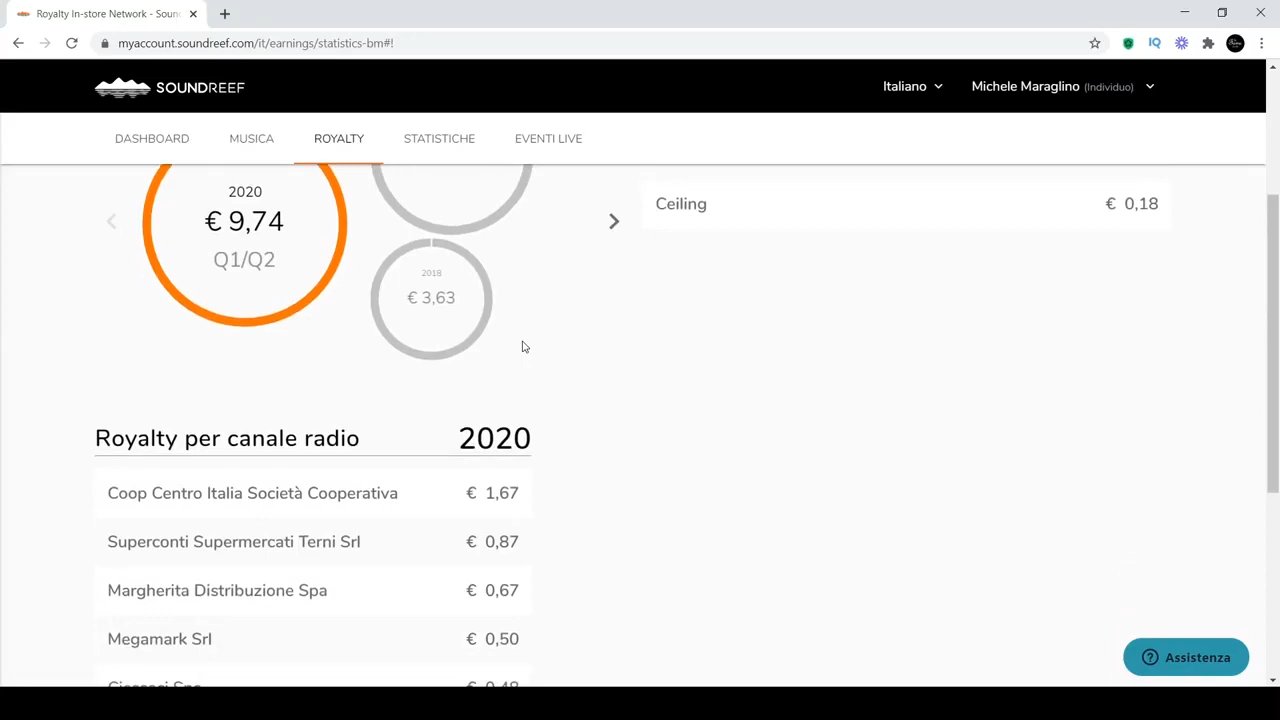 Royalty In-store Network - Soun
myaccount.soundreef.com/it/earnings/statistics-bm#!
SOUNDREEF
Italiano
Michele Maraglino (Individuo)
DASHBOARD
MUSICA
ROYALTY
STATISTICHE
EVENTI LIVE
2020
€ 9,74
Q1/Q2
2018
€ 3,63
Ceiling € 0,18
Royalty per canale radio 2020
Coop Centro Italia Società Cooperativa € 1,67
Superconti Supermercati Terni Srl € 0,87
Margherita Distribuzione Spa € 0,67
Megamark Srl € 0,50
Assistenza